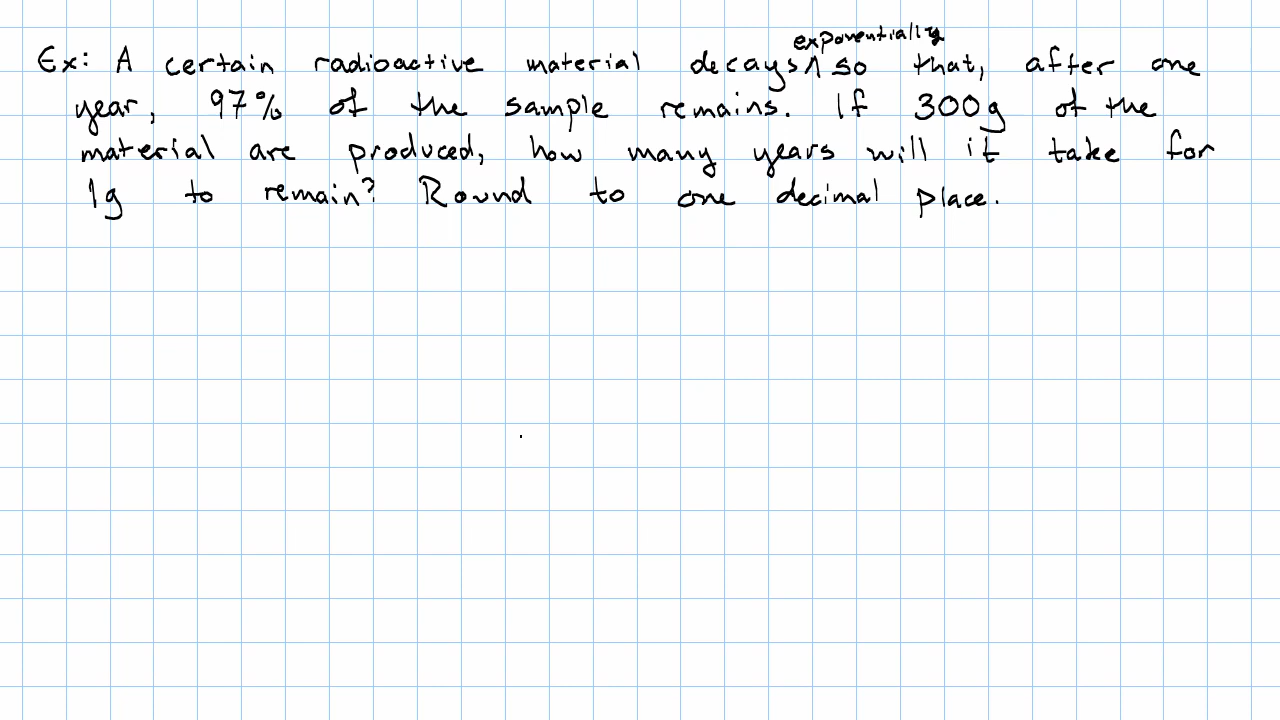 Ex: A certain radioactive material decays ^ exponentially so that, after one
year, 97% of the sample remains. If 300g of the
material are produced, how many years will it take for
1g to remain? Round to one decimal place.